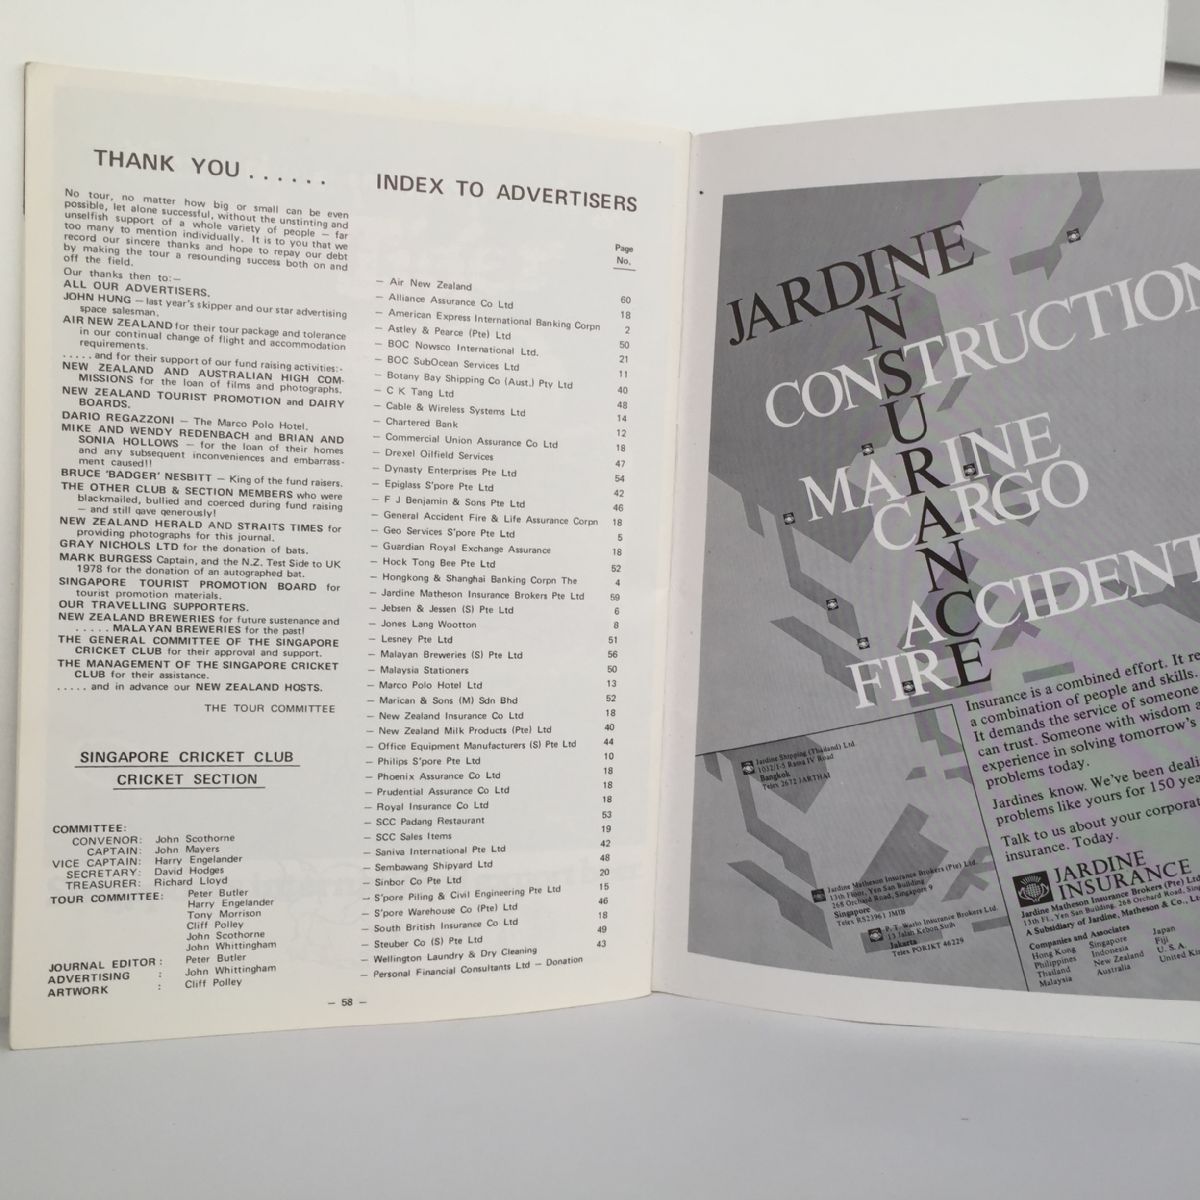 THANK YOU . . . . . .
No tour, no matter how big or small can be even
possible, let alone successful, without the unstinting and
unselfish support of a whole variety of people — far
too many to mention individually. It is to you that we
record our sincere thanks and hope to repay our debt
by making the tour a resounding success both on and
off the field.
Our thanks then to:—
ALL OUR ADVERTISERS.
JOHN HUNG — last year's skipper and our star advertising
space salesman.
AIR NEW ZEALAND for their tour package and tolerance
in our continual change of flight and accommodation
requirements.
. . . . . and for their support of our fund raising activities:-
NEW ZEALAND AND AUSTRALIAN HIGH COM-
MISSIONS for the loan of films and photographs.
NEW ZEALAND TOURIST PROMOTION and DAIRY
BOARDS.
DARIO REGAZZONI — The Marco Polo Hotel.
MIKE AND WENDY REDENBACH and BRIAN AND
SONIA HOLLOWS — for the loan of their homes
and any subsequent inconveniences and embarrass-
ment caused!!
BRUCE 'BADGER' NESBITT — King of the fund raisers.
THE OTHER CLUB & SECTION MEMBERS who were
blackmailed, bullied and coerced during fund raising
— and still gave generously!
NEW ZEALAND HERALD AND STRAITS TIMES for
providing photographs for this journal.
GRAY NICHOLS LTD for the donation of bats.
MARK BURGESS Captain, and the N.Z. Test Side to UK
1978 for the donation of an autographed bat.
SINGAPORE TOURIST PROMOTION BOARD for
tourist promotion materials.
OUR TRAVELLING SUPPORTERS.
NEW ZEALAND BREWERIES for future sustenance and
. . . . . MALAYAN BREWERIES for the past!
THE GENERAL COMMITTEE OF THE SINGAPORE
CRICKET CLUB for their approval and support.
THE MANAGEMENT OF THE SINGAPORE CRICKET
CLUB for their assistance.
. . . . . and in advance our NEW ZEALAND HOSTS.
THE TOUR COMMITTEE
SINGAPORE CRICKET CLUB
CRICKET SECTION
COMMITTEE:
CONVENOR: John Scothorne
CAPTAIN: John Mayers
VICE CAPTAIN: Harry Engelander
SECRETARY: David Hodges
TREASURER: Richard Lloyd
TOUR COMMITTEE: Peter Butler
Harry Engelander
Tony Morrison
Cliff Polley
John Scothorne
John Whittingham
JOURNAL EDITOR : Peter Butler
ADVERTISING : John Whittingham
ARTWORK : Cliff Polley
INDEX TO ADVERTISERS
Page
No.
— Air New Zealand 60
— Alliance Assurance Co Ltd 18
— American Express International Banking Corpn 2
— Astley & Pearce (Pte) Ltd 50
— BOC Nowsco International Ltd. 21
— BOC SubOcean Services Ltd 11
— Botany Bay Shipping Co (Aust.) Pty Ltd 40
— C K Tang Ltd 48
— Cable & Wireless Systems Ltd 14
— Chartered Bank 12
— Commercial Union Assurance Co Ltd 18
— Drexel Oilfield Services 47
— Dynasty Enterprises Pte Ltd 54
— Epiglass S'pore Pte Ltd 42
— F J Benjamin & Sons Pte Ltd 46
— General Accident Fire & Life Assurance Corpn 18
— Geo Services S'pore Pte Ltd 5
— Guardian Royal Exchange Assurance 18
— Hock Tong Bee Pte Ltd 52
— Hongkong & Shanghai Banking Corpn The 4
— Jardine Matheson Insurance Brokers Pte Ltd 59
— Jebsen & Jessen (S) Pte Ltd 6
— Jones Lang Wootton 8
— Lesney Pte Ltd 51
— Malayan Breweries (S) Pte Ltd 56
— Malaysia Stationers 50
— Marco Polo Hotel Ltd 13
— Marican & Sons (M) Sdn Bhd 52
— New Zealand Insurance Co Ltd 18
— New Zealand Milk Products (Pte) Ltd 40
— Office Equipment Manufacturers (S) Pte Ltd 44
— Philips S'pore Pte Ltd 10
— Phoenix Assurance Co Ltd 18
— Prudential Assurance Co Ltd 18
— Royal Insurance Co Ltd 18
— SCC Padang Restaurant 53
— SCC Sales Items 19
— Saniva International Pte Ltd 42
— Sembawang Shipyard Ltd 48
— Sinbor Co Pte Ltd 20
— S'pore Piling & Civil Engineering Pte Ltd 15
— S'pore Warehouse Co (Pte) Ltd 46
— South British Insurance Co Ltd 18
— Steuber Co (S) Pte Ltd 49
— Wellington Laundry & Dry Cleaning 43
— Personal Financial Consultants Ltd — Donation
— 58 —
JARDINE
INSURANCE
CONSTRUCTION
MARINE
CARGO
ACCIDENT
FIRE
Insurance is a combined effort. It re
a combination of people and skills.
It demands the service of someone
can trust. Someone with wisdom a
experience in solving tomorrow's
problems today.
Jardines know. We've been deali
problems like yours for 150 yea
Talk to us about your corporat
insurance. Today.
Jardine Shipping (Thailand) Ltd.
1032/1-5 Rama IV Road
Bangkok
Telex 2672 JARTHAI
Jardine Matheson Insurance Brokers (Pte) Ltd.
13th Floor, Yen San Building
268 Orchard Road, Singapore 9
Singapore
Telex RS23961 JMIB
P. T. Wario Insurance Brokers Ltd.
13 Jalan Kebon Sirih
Jakarta
Telex PORJKT 46229
JARDINE
INSURANCE
Jardine Matheson Insurance Brokers (Pte) Ltd
13th Fl., Yen San Building, 268 Orchard Road, Sin
A Subsidiary of Jardine, Matheson & Co., Ltd
Companies and Associates
Hong Kong Singapore Japan
Philippines Indonesia Fiji
Thailand New Zealand U. S. A.
Malaysia Australia United Ki